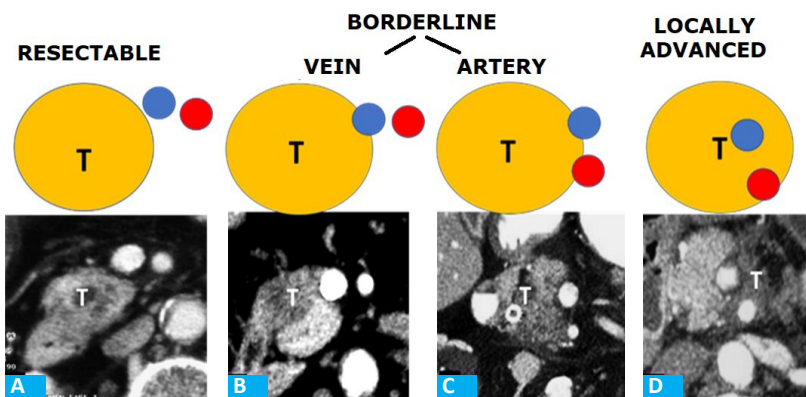 BORDERLINE
RESECTABLE
VEIN
ARTERY
LOCALLY
ADVANCED
T
T
T
T
T
T
T
T
A
B
C
D